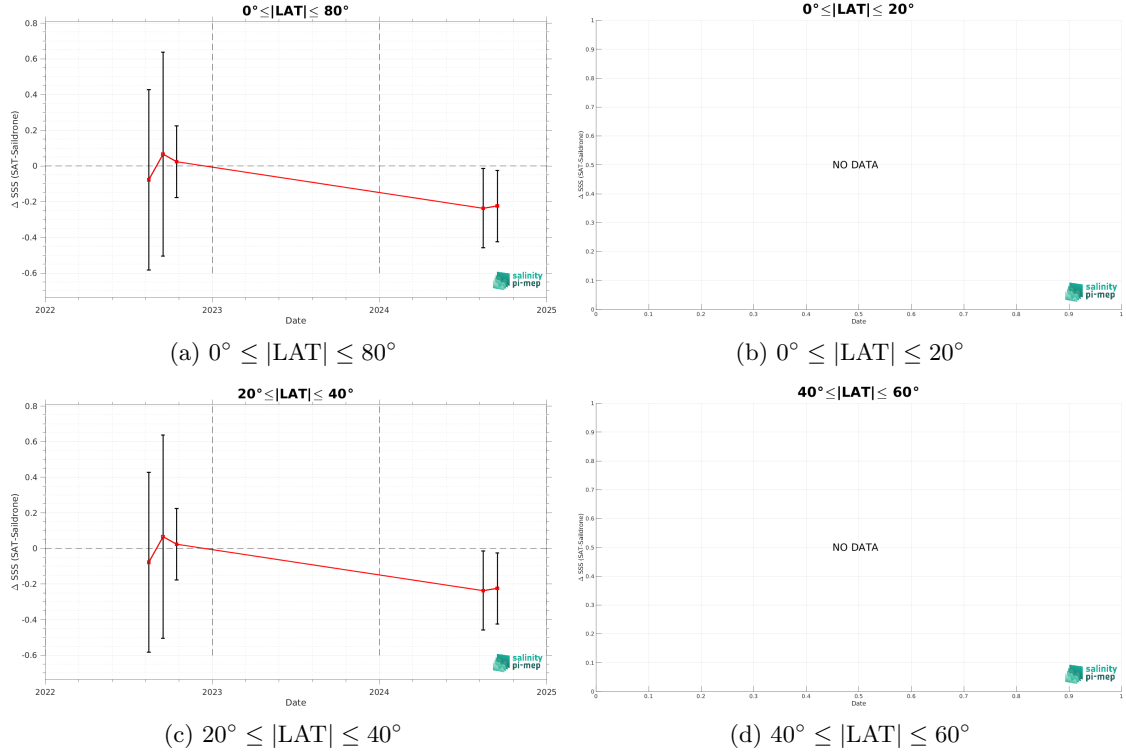 0°≤|LAT|≤ 80°
0.8
0.6
0.4
0.2
0
-0.2
-0.4
-0.6
Δ SSS (SAT-Saildrone)
2022
2023
2024
2025
Date
salinity
pi-mep
(a) 0° ≤ |LAT| ≤ 80°
0°≤|LAT|≤ 20°
1
0.9
0.8
0.7
0.6
0.5
0.4
0.3
0.2
0.1
0
Δ SSS (SAT-Saildrone)
NO DATA
0
0.1
0.2
0.3
0.4
0.5
0.6
0.7
0.8
0.9
1
Date
salinity
pi-mep
(b) 0° ≤ |LAT| ≤ 20°
20°≤|LAT|≤ 40°
0.8
0.6
0.4
0.2
0
-0.2
-0.4
-0.6
Δ SSS (SAT-Saildrone)
2022
2023
2024
2025
Date
salinity
pi-mep
(c) 20° ≤ |LAT| ≤ 40°
40°≤|LAT|≤ 60°
1
0.9
0.8
0.7
0.6
0.5
0.4
0.3
0.2
0.1
0
Δ SSS (SAT-Saildrone)
NO DATA
0
0.1
0.2
0.3
0.4
0.5
0.6
0.7
0.8
0.9
1
Date
salinity
pi-mep
(d) 40° ≤ |LAT| ≤ 60°